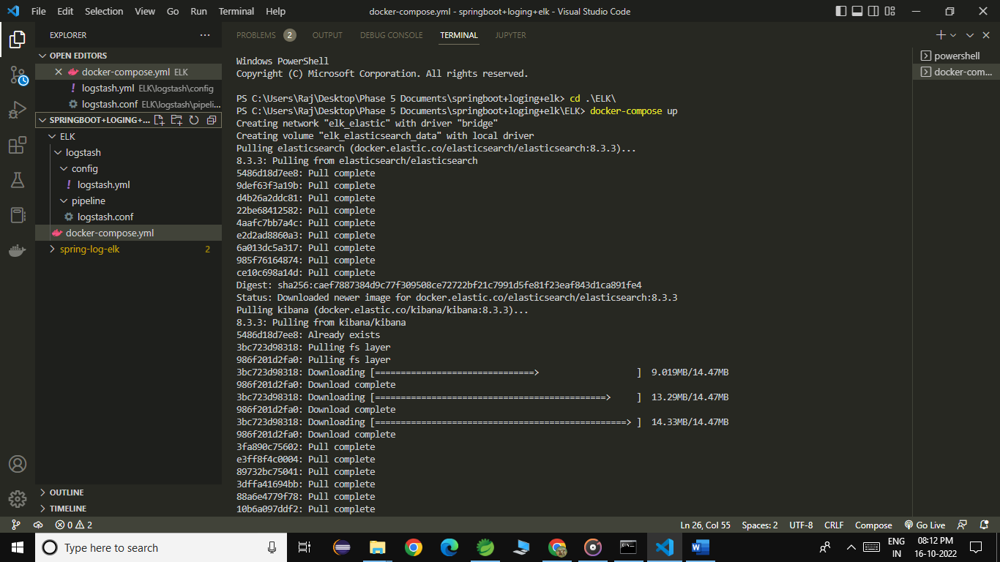 File Edit Selection View Go Run Terminal Help
docker-compose.yml - springboot+loging+elk - Visual Studio Code
EXPLORER
OPEN EDITORS
docker-compose.yml ELK
logstash.yml ELK\logstash\config
logstash.conf ELK\logstash\pipeli...
SPRINGBOOT+LOGING+...
ELK
logstash
config
logstash.yml
pipeline
logstash.conf
docker-compose.yml
spring-log-elk 2
OUTLINE
TIMELINE
PROBLEMS 2 OUTPUT DEBUG CONSOLE TERMINAL JUPYTER
Windows PowerShell
Copyright (C) Microsoft Corporation. All rights reserved.
PS C:\Users\Raj\Desktop\Phase 5 Documents\springboot+loging+elk> cd .\ELK\
PS C:\Users\Raj\Desktop\Phase 5 Documents\springboot+loging+elk\ELK> docker-compose up
Creating network "elk_elastic" with driver "bridge"
Creating volume "elk_elasticsearch_data" with local driver
Pulling elasticsearch (docker.elastic.co/elasticsearch/elasticsearch:8.3.3)...
8.3.3: Pulling from elasticsearch/elasticsearch
5486d18d7ee8: Pull complete
9def63f3a19b: Pull complete
d4b26a2ddc81: Pull complete
22be68412582: Pull complete
4aafc7bb7a4c: Pull complete
e2d2ad8860a3: Pull complete
6a013dc5a317: Pull complete
985f76164874: Pull complete
ce10c698a14d: Pull complete
Digest: sha256:caef7887384d9c77f309508ce72722bf21c7991d5fe81f23eaf843d1ca891fe4
Status: Downloaded newer image for docker.elastic.co/elasticsearch/elasticsearch:8.3.3
Pulling kibana (docker.elastic.co/kibana/kibana:8.3.3)...
8.3.3: Pulling from kibana/kibana
5486d18d7ee8: Already exists
3bc723d98318: Pulling fs layer
986f201d2fa0: Pulling fs layer
3bc723d98318: Downloading [===============================> ] 9.019MB/14.47MB
986f201d2fa0: Download complete
3bc723d98318: Downloading [=============================================> ] 13.29MB/14.47MB
986f201d2fa0: Download complete
3bc723d98318: Downloading [=================================================> ] 14.33MB/14.47MB
986f201d2fa0: Download complete
3fa890c75602: Pull complete
e3ff8f4c0004: Pull complete
89732bc75041: Pull complete
3dffa41694bb: Pull complete
88a6e4779f78: Pull complete
10b6a097ddf2: Pull complete
powershell
docker-com...
0 2
Ln 26, Col 55 Spaces: 2 UTF-8 CRLF Compose Go Live
Type here to search
ENG
IN
08:12 PM
16-10-2022